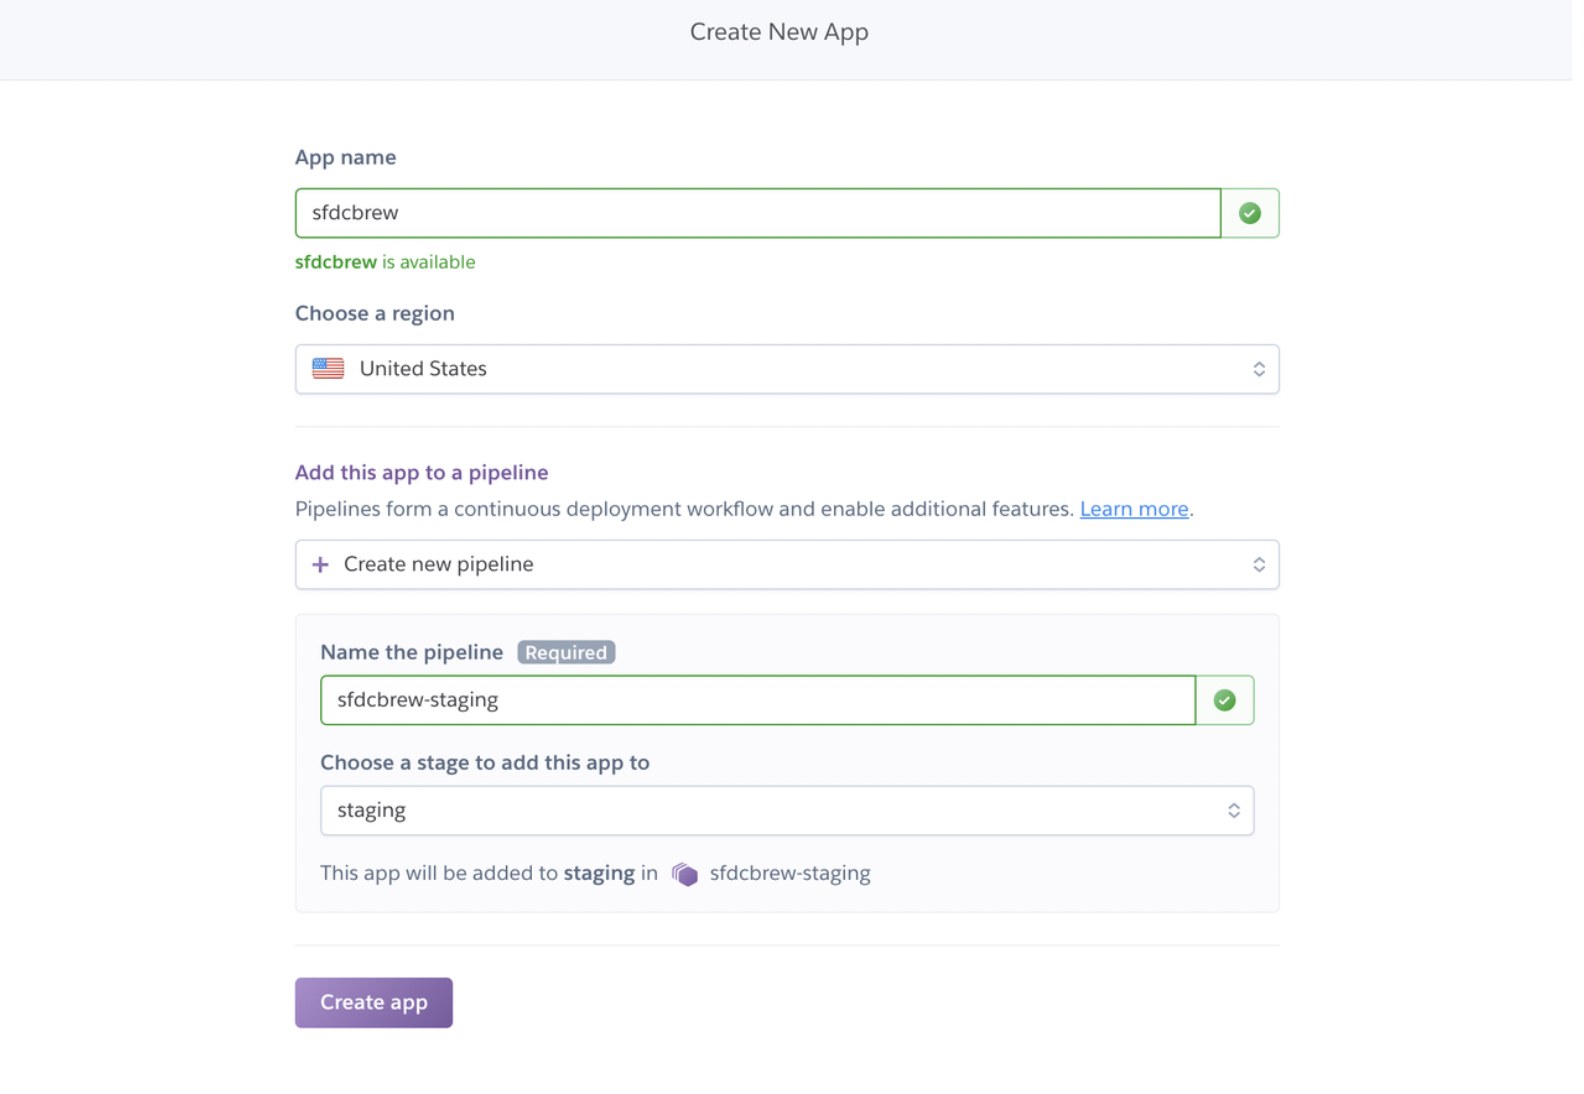 Create New App
App name
sfdcbrew
sfdcbrew is available
Choose a region
United States
Add this app to a pipeline
Pipelines form a continuous deployment workflow and enable additional features. Learn more.
+ Create new pipeline
Name the pipeline Required
sfdcbrew-staging
Choose a stage to add this app to
staging
This app will be added to staging in sfdcbrew-staging
Create app